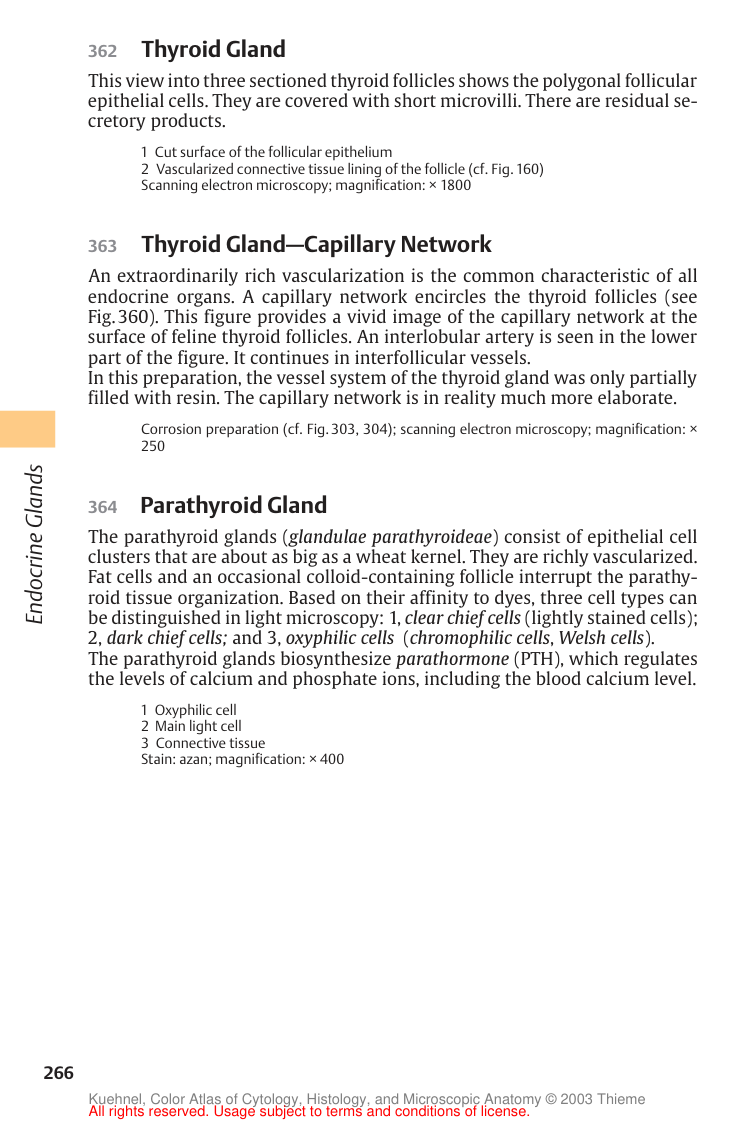 362 Thyroid Gland
This view into three sectioned thyroid follicles shows the polygonal follicular
epithelial cells. They are covered with short microvilli. There are residual se-
cretory products.
1 Cut surface of the follicular epithelium
2 Vascularized connective tissue lining of the follicle (cf. Fig. 160)
Scanning electron microscopy; magnification: × 1800
363 Thyroid Gland—Capillary Network
An extraordinarily rich vascularization is the common characteristic of all
endocrine organs. A capillary network encircles the thyroid follicles (see
Fig. 360). This figure provides a vivid image of the capillary network at the
surface of feline thyroid follicles. An interlobular artery is seen in the lower
part of the figure. It continues in interfollicular vessels.
In this preparation, the vessel system of the thyroid gland was only partially
filled with resin. The capillary network is in reality much more elaborate.
Corrosion preparation (cf. Fig. 303, 304); scanning electron microscopy; magnification: ×
250
364 Parathyroid Gland
The parathyroid glands (glandulae parathyroideae) consist of epithelial cell
clusters that are about as big as a wheat kernel. They are richly vascularized.
Fat cells and an occasional colloid-containing follicle interrupt the parathy-
roid tissue organization. Based on their affinity to dyes, three cell types can
be distinguished in light microscopy: 1, clear chief cells (lightly stained cells);
2, dark chief cells; and 3, oxyphilic cells (chromophilic cells, Welsh cells).
The parathyroid glands biosynthesize parathormone (PTH), which regulates
the levels of calcium and phosphate ions, including the blood calcium level.
1 Oxyphilic cell
2 Main light cell
3 Connective tissue
Stain: azan; magnification: × 400
Endocrine Glands
266
Kuehnel, Color Atlas of Cytology, Histology, and Microscopic Anatomy © 2003 Thieme
All rights reserved. Usage subject to terms and conditions of license.